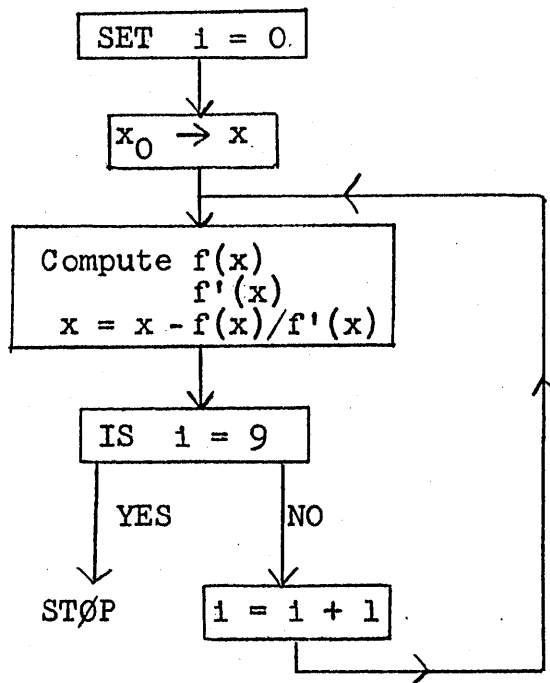 SET i = 0.
x₀ → x
Compute f(x)
f'(x)
x = x - f(x)/f'(x)
IS i = 9
YES NO
STØP i = i + 1